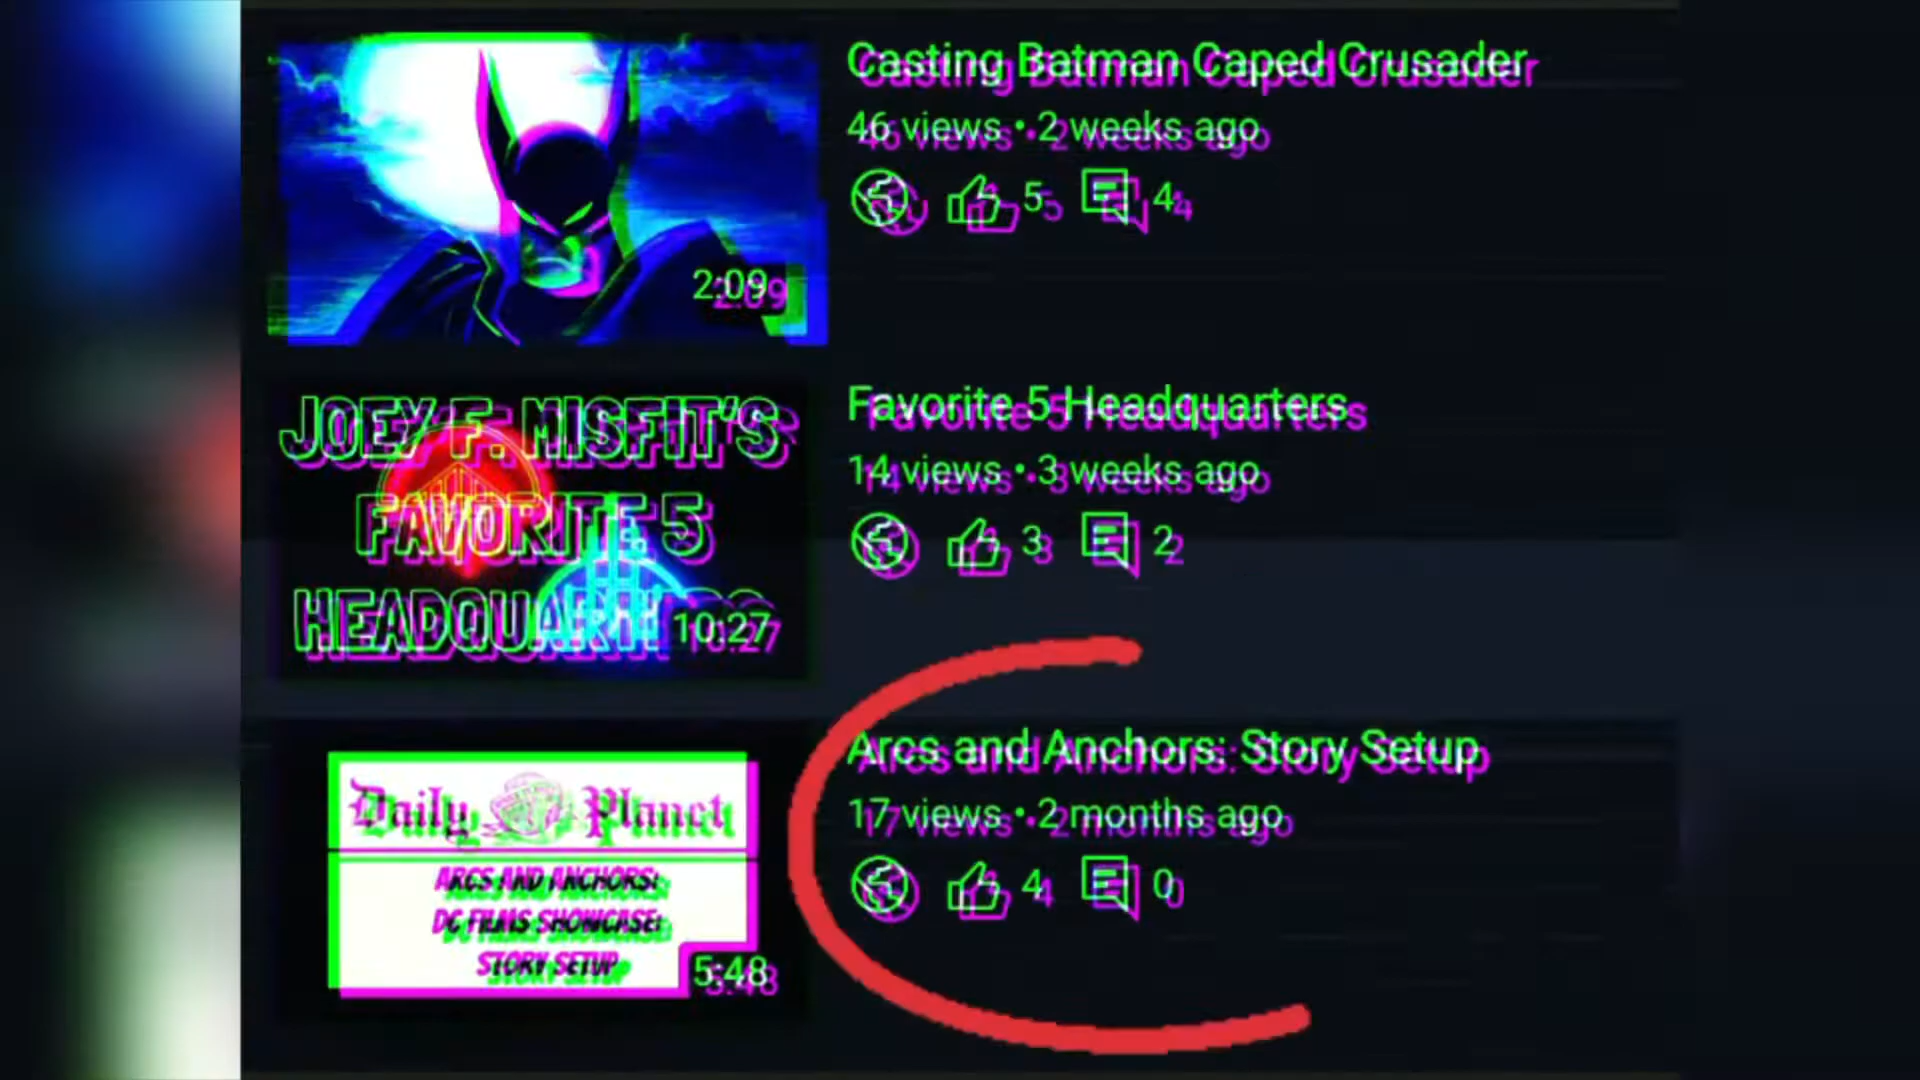 Casting Batman Caped Crusader
46 views • 2 weeks ago
5 4
2:09
JOEY F. MISFIT'S
FAVORITE 5
10:27
Favorite 5 Headquarters
14 views • 3 weeks ago
3 2
Daily Planet
ARCS AND ANCHORS:
DC FILMS SHOWCASE:
STORY SETUP
5:48
Arcs and Anchors: Story Setup
17 views • 2 months ago
4 0